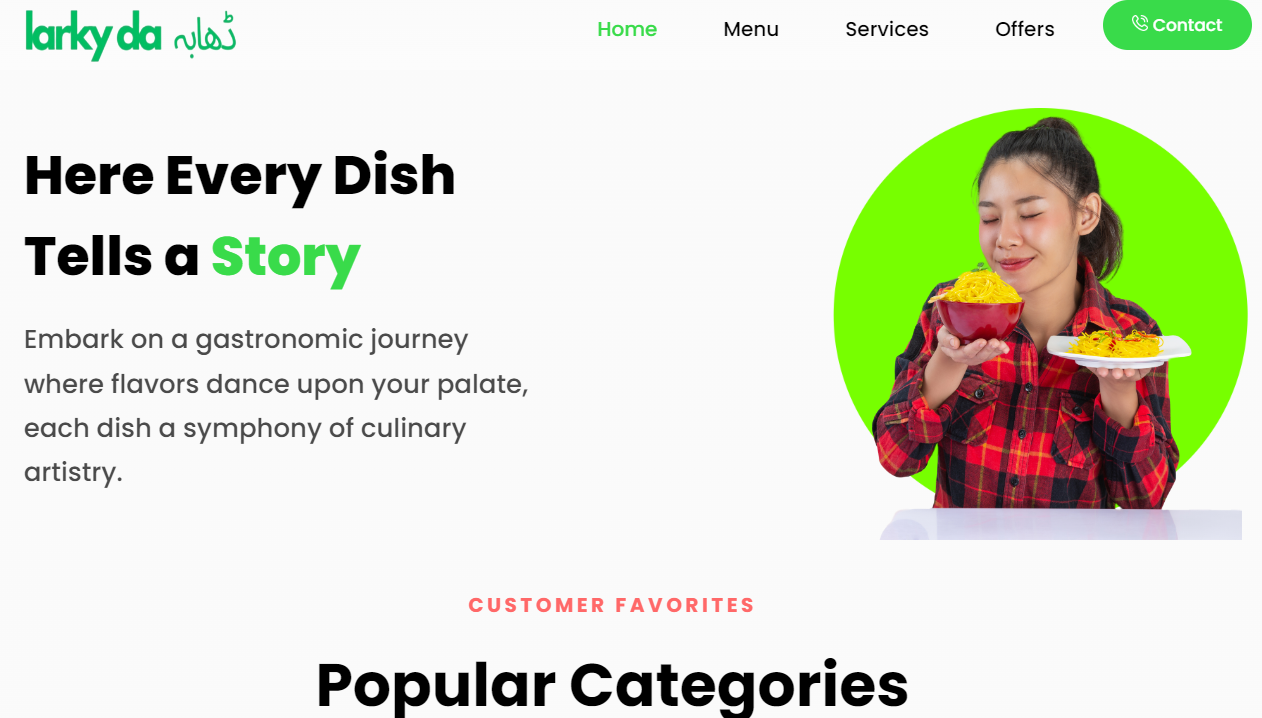 larky da ڈھابہ
Home Menu Services Offers Contact
Here Every Dish
Tells a Story
Embark on a gastronomic journey
where flavors dance upon your palate,
each dish a symphony of culinary
artistry.
CUSTOMER FAVORITES
Popular Categories